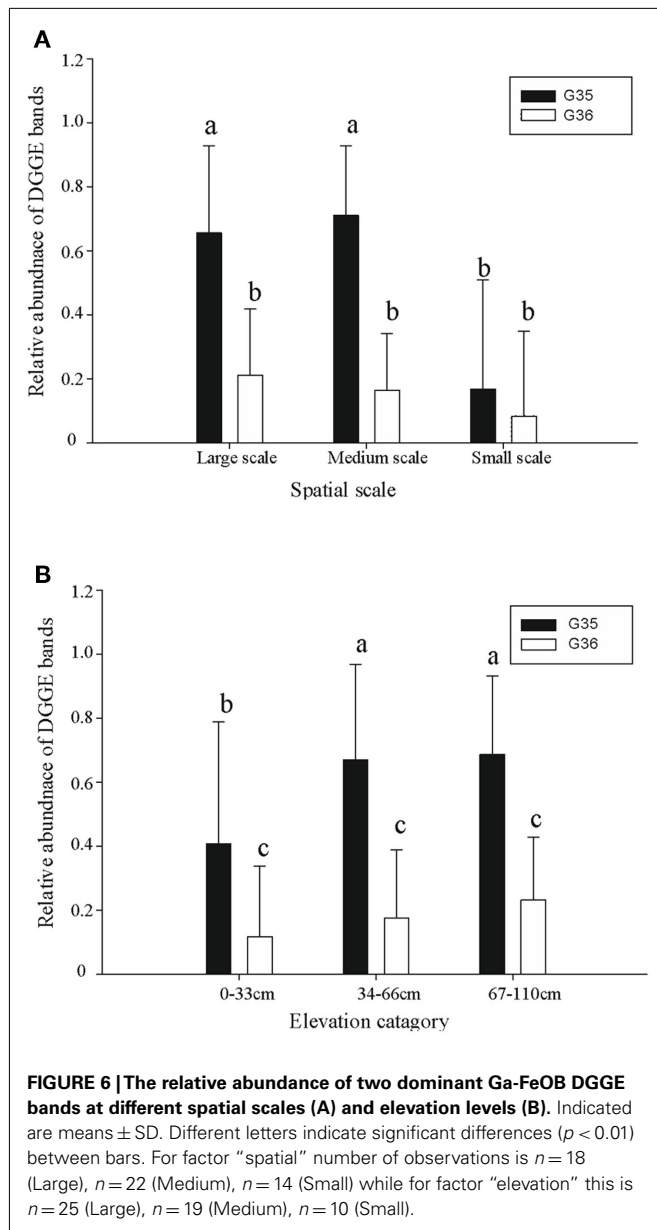 A
1.2
1.0
0.8
0.6
0.4
0.2
0
Relative abundnace of DGGE bands
G35
G36
a
b
a
b
b
b
Large scale
Medium scale
Small scale
Spatial scale
B
1.2
1.0
0.8
0.6
0.4
0.2
0
Relative abundnace of DGGE bands
G35
G36
b
c
a
c
a
c
0-33cm
34-66cm
67-110cm
Elevation catagory
FIGURE 6 | The relative abundance of two dominant Ga-FeOB DGGE
bands at different spatial scales (A) and elevation levels (B). Indicated
are means ± SD. Different letters indicate significant differences (p < 0.01)
between bars. For factor “spatial” number of observations is n = 18
(Large), n = 22 (Medium), n = 14 (Small) while for factor “elevation” this is
n = 25 (Large), n = 19 (Medium), n = 10 (Small).